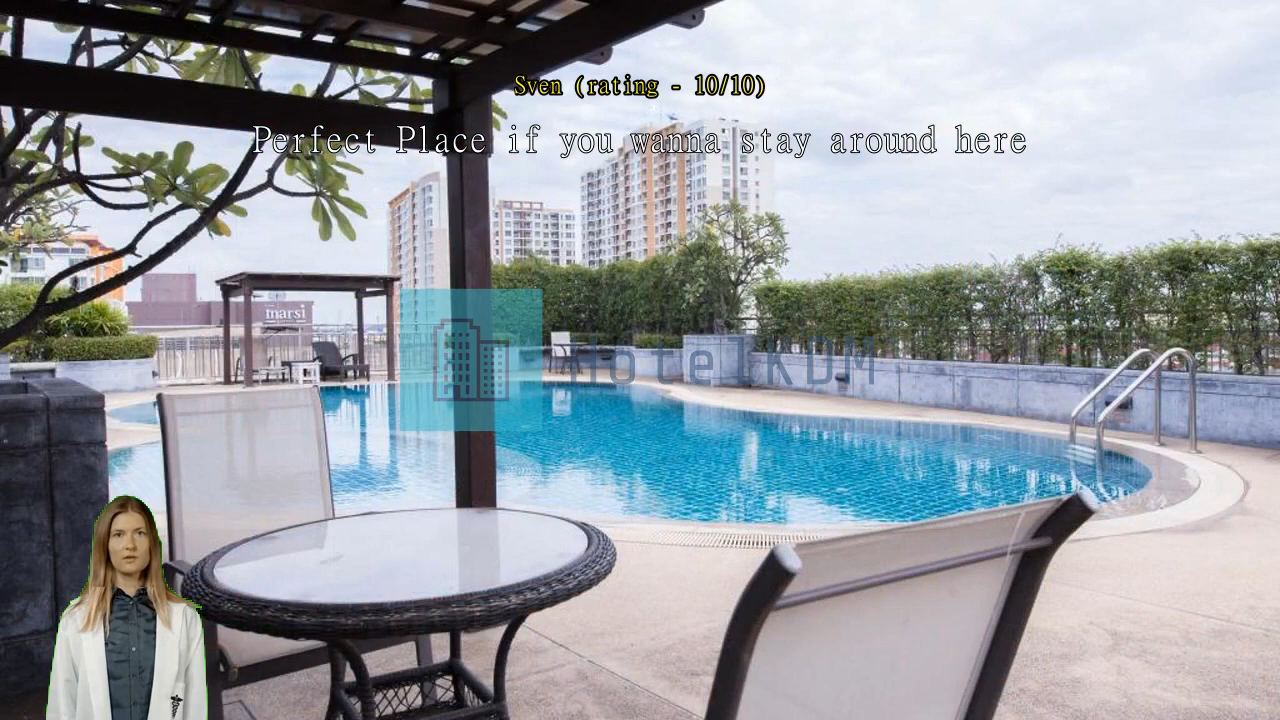 Sven (rating - 10/10)
Perfect Place if you wanna stay around here
marsi
HotelKDM